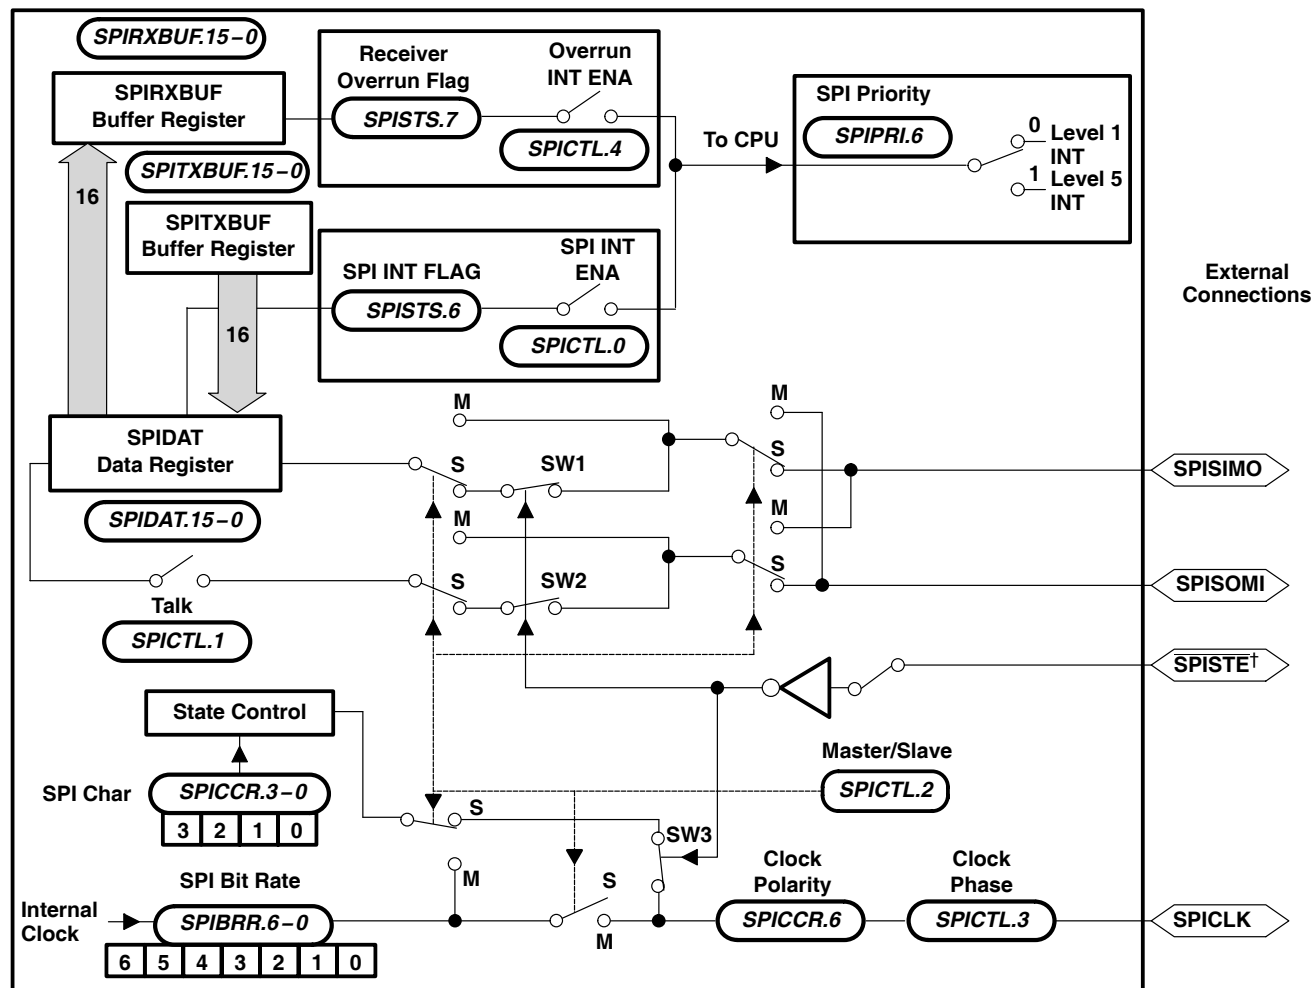 SPIRXBUF.15–0
SPIRXBUF
Buffer Register
Receiver
Overrun Flag
SPISTS.7
Overrun
INT ENA
SPICTL.4
To CPU
SPI Priority
SPIPRI.6
0
Level 1
INT
1
Level 5
INT
16
SPITXBUF.15–0
SPITXBUF
Buffer Register
16
SPI INT FLAG
SPISTS.6
SPI INT
ENA
SPICTL.0
External
Connections
SPIDAT
Data Register
SPIDAT.15–0
M
S
SW1
M
S
SPISIMO
M
S
SW2
M
S
SPISOMI
Talk
SPICTL.1
SPISTE†
State Control
Master/Slave
SPICTL.2
SPI Char
SPICCR.3–0
3 2 1 0
S
M
SW3
SPI Bit Rate
Internal
Clock
SPIBRR.6–0
6 5 4 3 2 1 0
S
M
Clock
Polarity
SPICCR.6
Clock
Phase
SPICTL.3
SPICLK